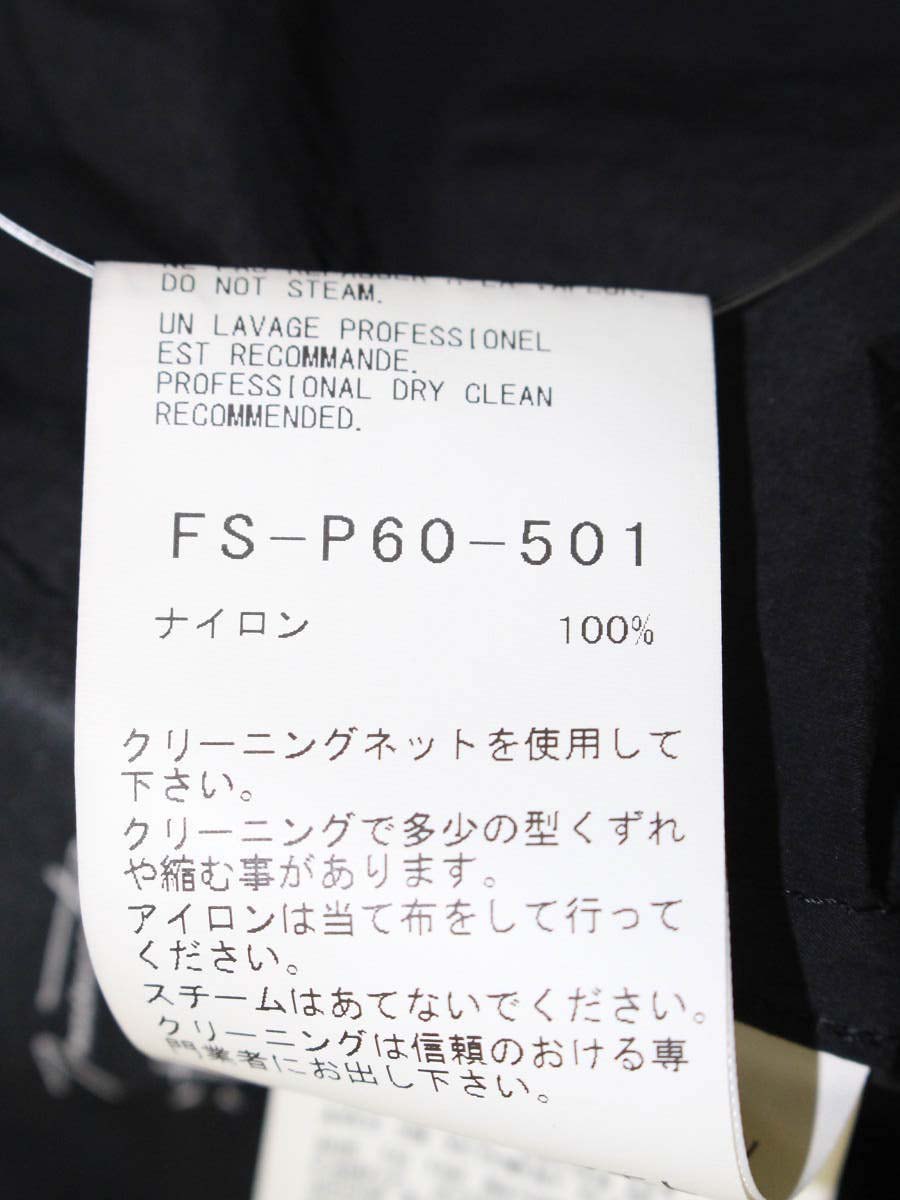 NE PAS REPASSER A LA VAPEUR.
DO NOT STEAM.
UN LAVAGE PROFESSIONEL
EST RECOMMANDE.
PROFESSIONAL DRY CLEAN
RECOMMENDED.
FS-P60-501
ナイロン 100%
クリーニングネットを使用して
下さい。
クリーニングで多少の型くずれ
や縮む事があります。
アイロンは当て布をして行って
ください。
スチームはあてないでください。
クリーニングは信頼のおける専
門業者にお出し下さい。